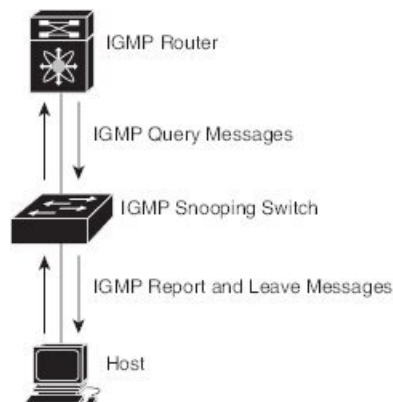 IGMP Router
IGMP Query Messages
IGMP Snooping Switch
IGMP Report and Leave Messages
Host